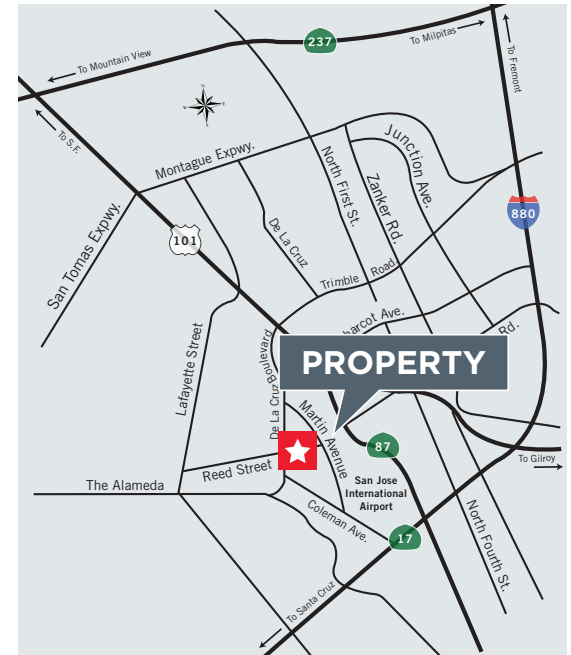 237
To Milpitas
To Mountain View
To Fremont
To S.F.
Montague Expwy.
Junction Ave.
North First St.
Zanker Rd.
San Tomas Expwy.
880
101
De La Cruz
Trimble Road.
Lafayette Street
De La Cruz Boulevard
Rd.
PROPERTY
Martin Avenue
87
To Gilroy
Reed Street
The Alameda
San Jose
International
Airport
Coleman Ave.
17
North Fourth St.
To Santa Cruz